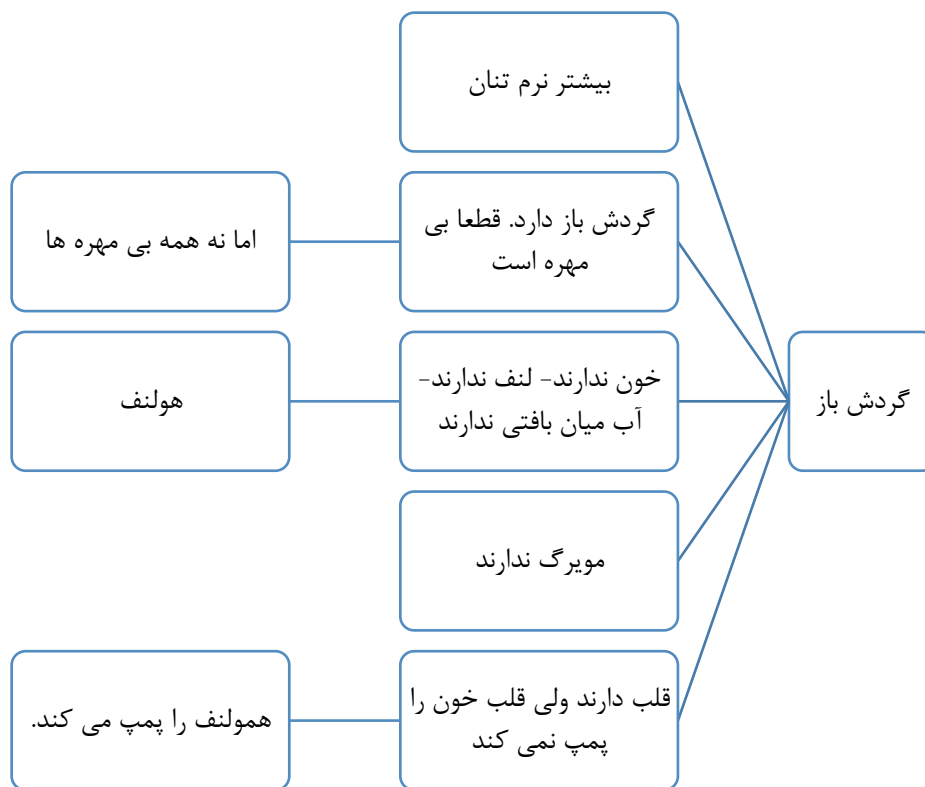 گردش باز
بیشتر نرم تنان
گردش باز دارد. قطعا بی
مهره است
اما نه همه بی مهره ها
خون ندارند- لنف ندارند-
آب میان بافتی ندارند
هولنف
مویرگ ندارند
قلب دارند ولی قلب خون را
پمپ نمی کند
همولنف را پمپ می کند.